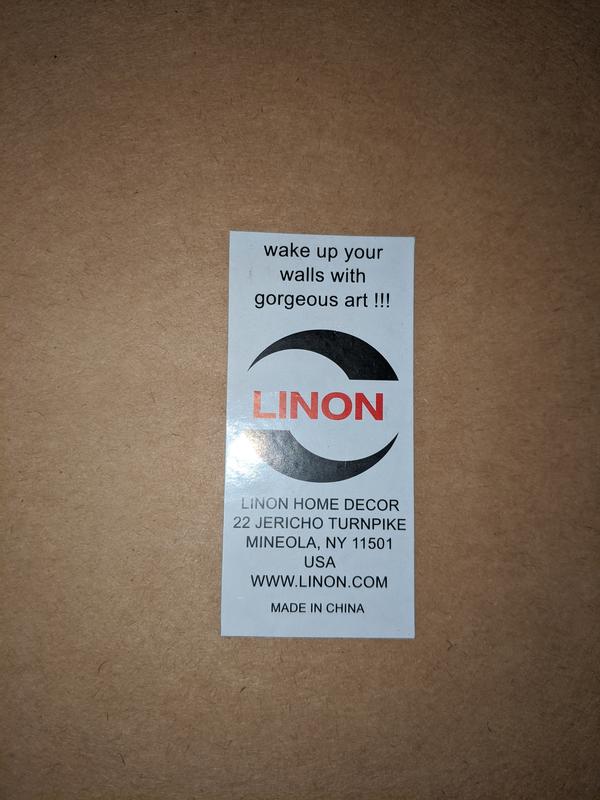 wake up your
walls with
gorgeous art !!!
LINON
LINON HOME DECOR
22 JERICHO TURNPIKE
MINEOLA, NY 11501
USA
WWW.LINON.COM
MADE IN CHINA